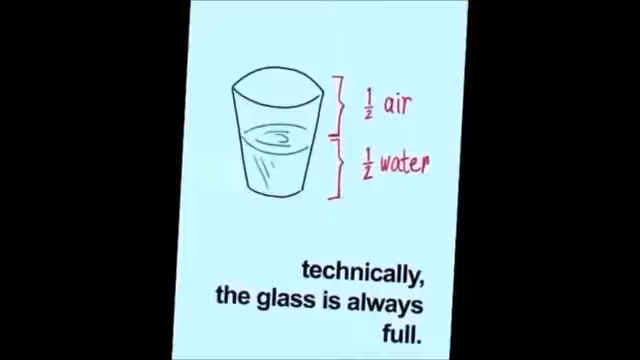 ½ air
½ water
technically,
the glass is always
full.